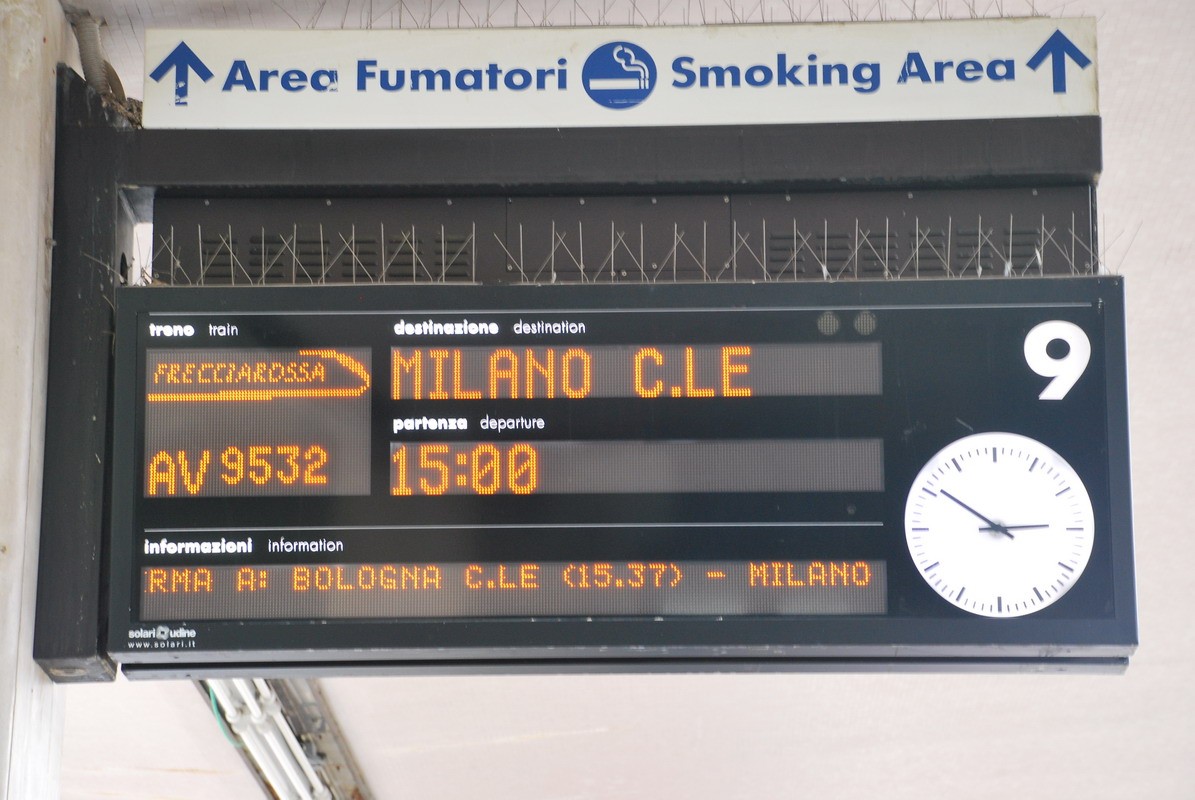 Area Fumatori Smoking Area
treno train
destinazione destination
9
FRECCIAROSSA
MILANO C.LE
partenza departure
AV 9532
15:00
informazioni information
RMA A: BOLOGNA C.LE (15.37) - MILANO
solari udine
www.solari.it